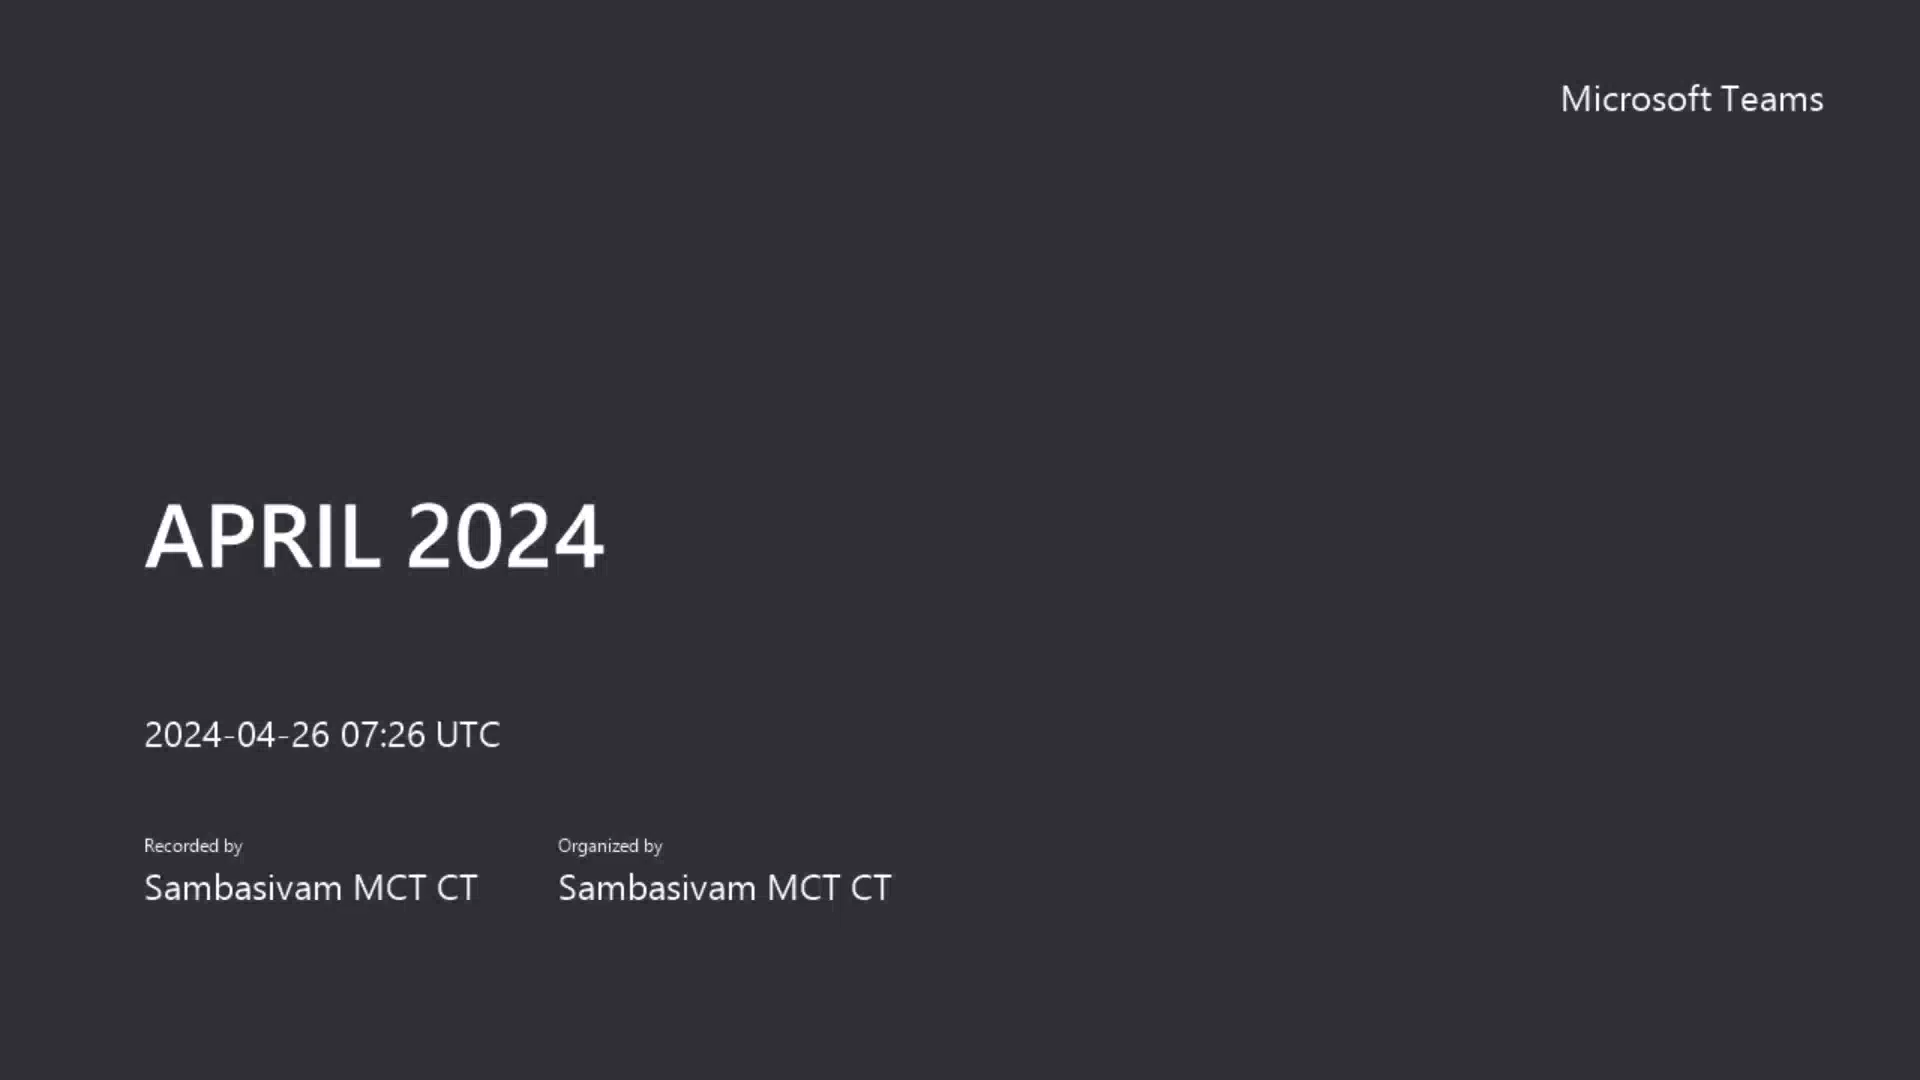 Microsoft Teams
APRIL 2024
2024-04-26 07:26 UTC
Recorded by
Sambasivam MCT CT
Organized by
Sambasivam MCT CT